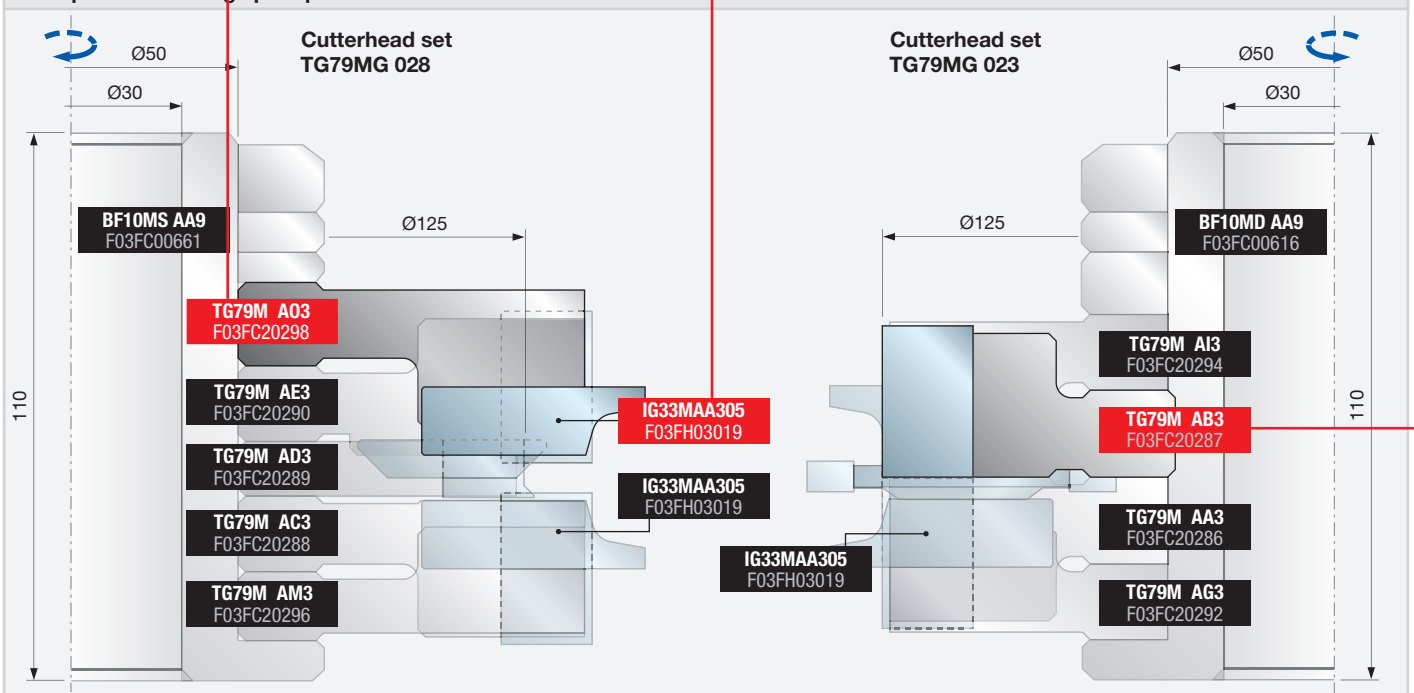 Cutterhead set
TG79MG 028
Ø50
Ø30
BF10MS AA9
F03FC00661
Ø125
TG79M AO3
F03FC20298
TG79M AE3
F03FC20290
TG79M AD3
F03FC20289
TG79M AC3
F03FC20288
TG79M AM3
F03FC20296
IG33MAA305
F03FH03019
IG33MAA305
F03FH03019
110
Cutterhead set
TG79MG 023
Ø50
Ø30
BF10MD AA9
F03FC00616
Ø125
TG79M AI3
F03FC20294
TG79M AB3
F03FC20287
TG79M AA3
F03FC20286
TG79M AG3
F03FC20292
IG33MAA305
F03FH03019
110